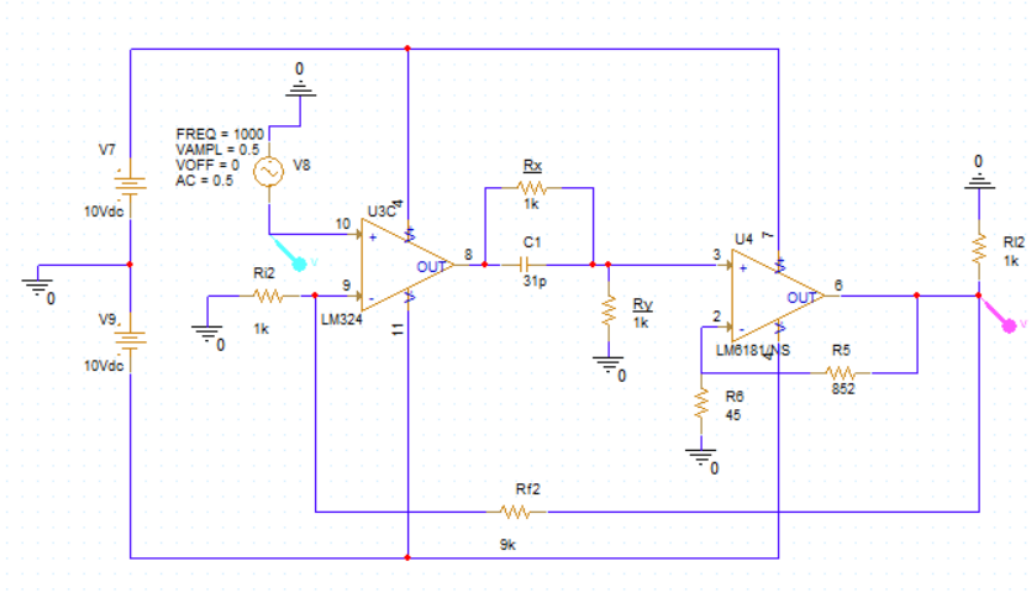 0
FREQ = 1000
VAMPL = 0.5
VOFF = 0
AC = 0.5
V8
V7
10Vdc
0
V9
10Vdc
Ri2
1k
0
10
9
U3C
4
+
-
OUT
8
11
LM324
Rx
1k
C1
31p
Ry
1k
0
3
2
U4
7
+
-
OUT
6
4
LM6181/NS
R5
852
R6
45
0
0
Rl2
1k
V
V
Rf2
9k